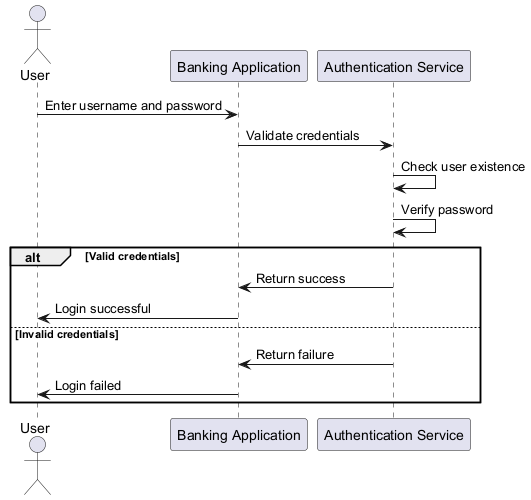 User
Banking Application
Authentication Service
Enter username and password
Validate credentials
Check user existence
Verify password
alt
[Valid credentials]
Return success
Login successful
[Invalid credentials]
Return failure
Login failed
User
Banking Application
Authentication Service